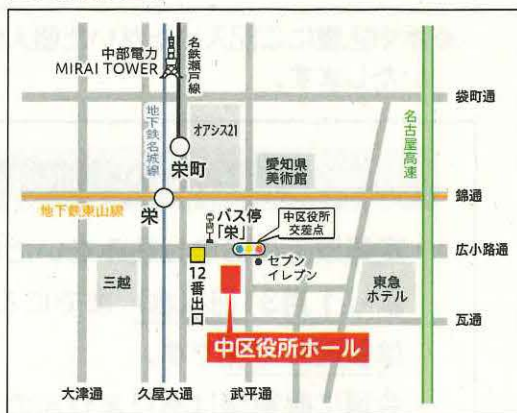 中部電力
MIRAI TOWER
名鉄瀬戸線
袋町通
地下鉄名城線
オアシス21
栄町
愛知県
美術館
名古屋高速
錦通
地下鉄東山線
栄
バス停
「栄」
中区役所
交差点
広小路通
三越
12番出口
セブン
イレブン
東急
ホテル
瓦通
中区役所ホール
大津通
久屋大通
武平通